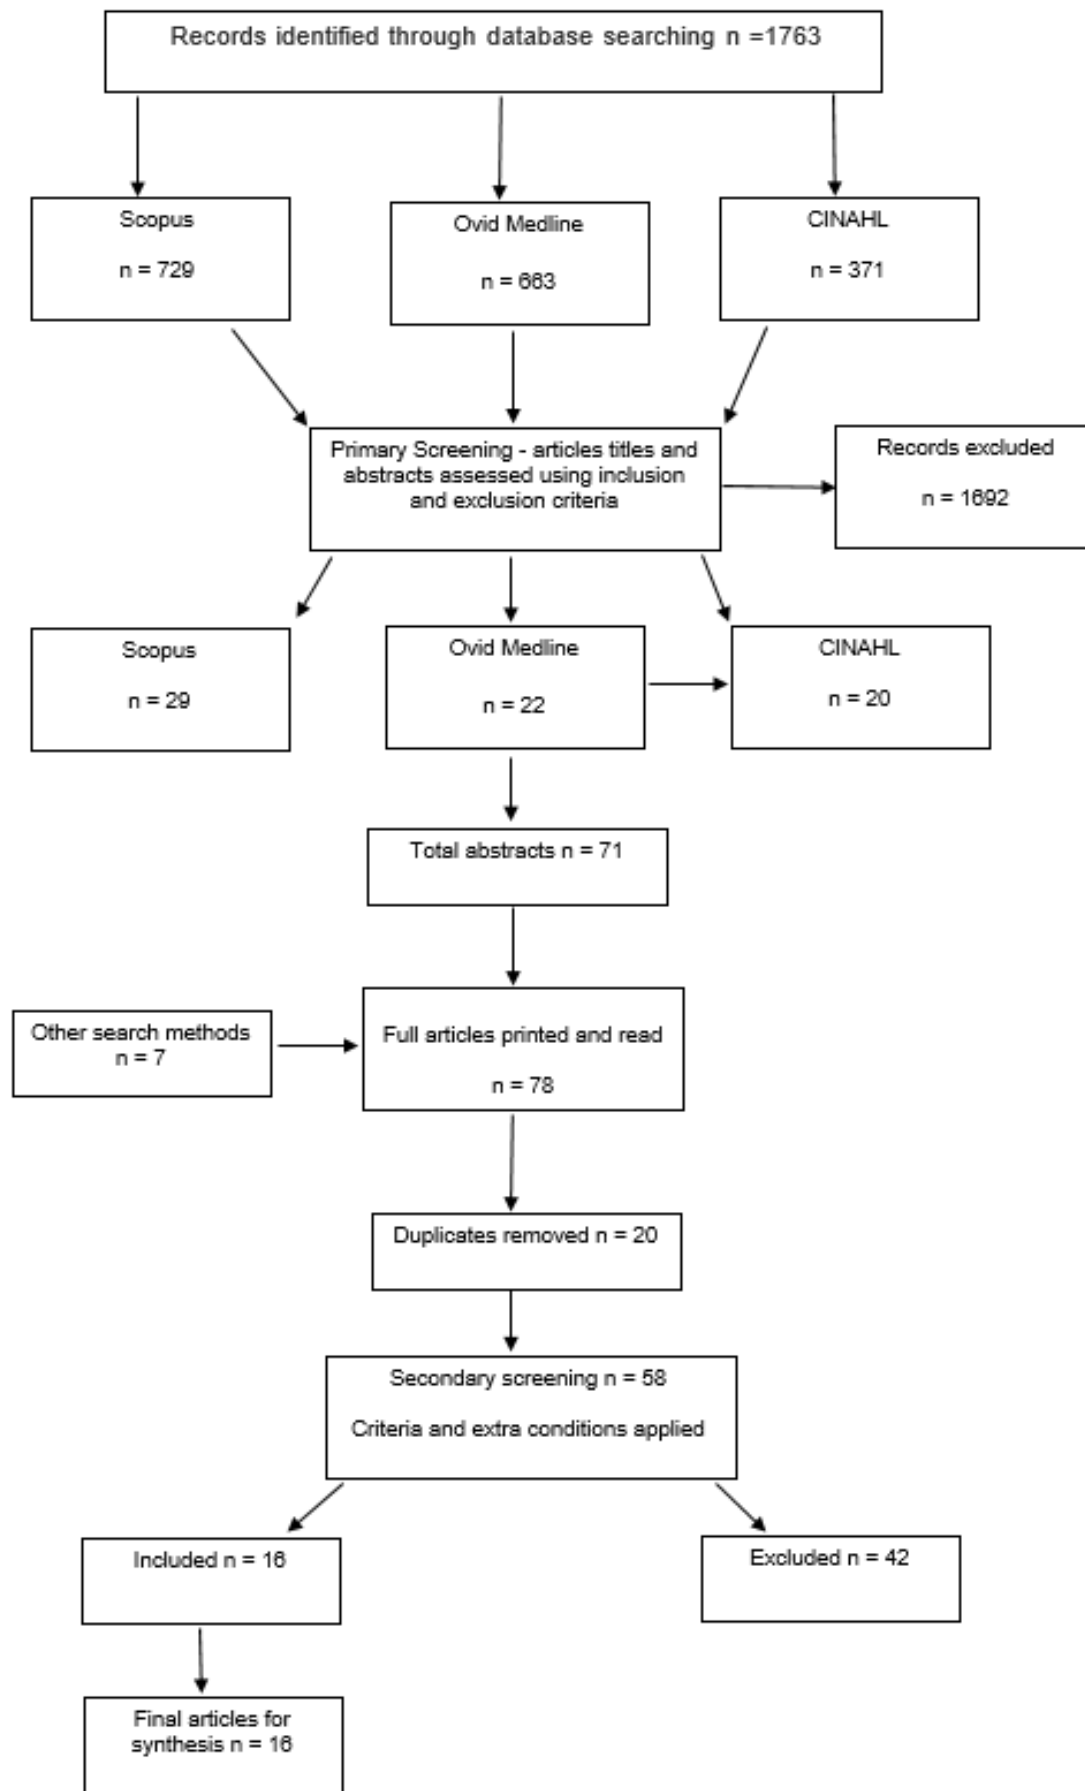 Records identified through database searching n =1763
Scopus
n = 729
Ovid Medline
n = 663
CINAHL
n = 371
Primary Screening - articles titles and
abstracts assessed using inclusion
and exclusion criteria
Records excluded
n = 1692
Scopus
n = 29
Ovid Medline
n = 22
CINAHL
n = 20
Total abstracts n = 71
Other search methods
n = 7
Full articles printed and read
n = 78
Duplicates removed n = 20
Secondary screening n = 58
Criteria and extra conditions applied
Included n = 16
Excluded n = 42
Final articles for
synthesis n = 16